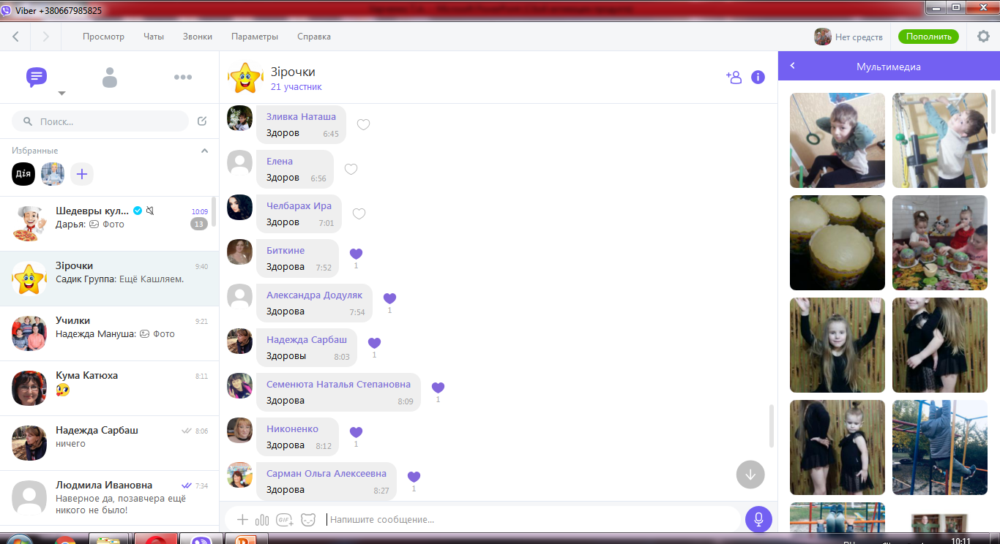 Viber +380667985825
Просмотр Чаты Звонки Параметры Справка
Нет средств Пополнить
Поиск...
Избранные
Дія
Шедевры кул... 10:09
Дарья: Фото 13
Зірочки 9:40
Садик Группа: Ещё Кашляем.
Училки 9:21
Надежда Мануша: Фото
Кума Катюха 8:11
Надежда Сарбаш 8:06
ничего
Людмила Ивановна 7:34
Наверное да, позавчера ещё
никого не было!
Зірочки
21 участник
Зливка Наташа
Здоров 6:45
Елена
Здоров 6:56
Челбарах Ира
Здоров 7:01
Биткине
Здорова 7:52
1
Александра Додуляк
Здорова 7:54
1
Надежда Сарбаш
Здоровы 8:03
1
Семенюта Наталья Степановна
Здорова 8:09
1
Никоненко
Здорова 8:12
1
Сарман Ольга Алексеевна
Здорова 8:27
1
GIF
Напишите сообщение...
Мультимедиа
10:11